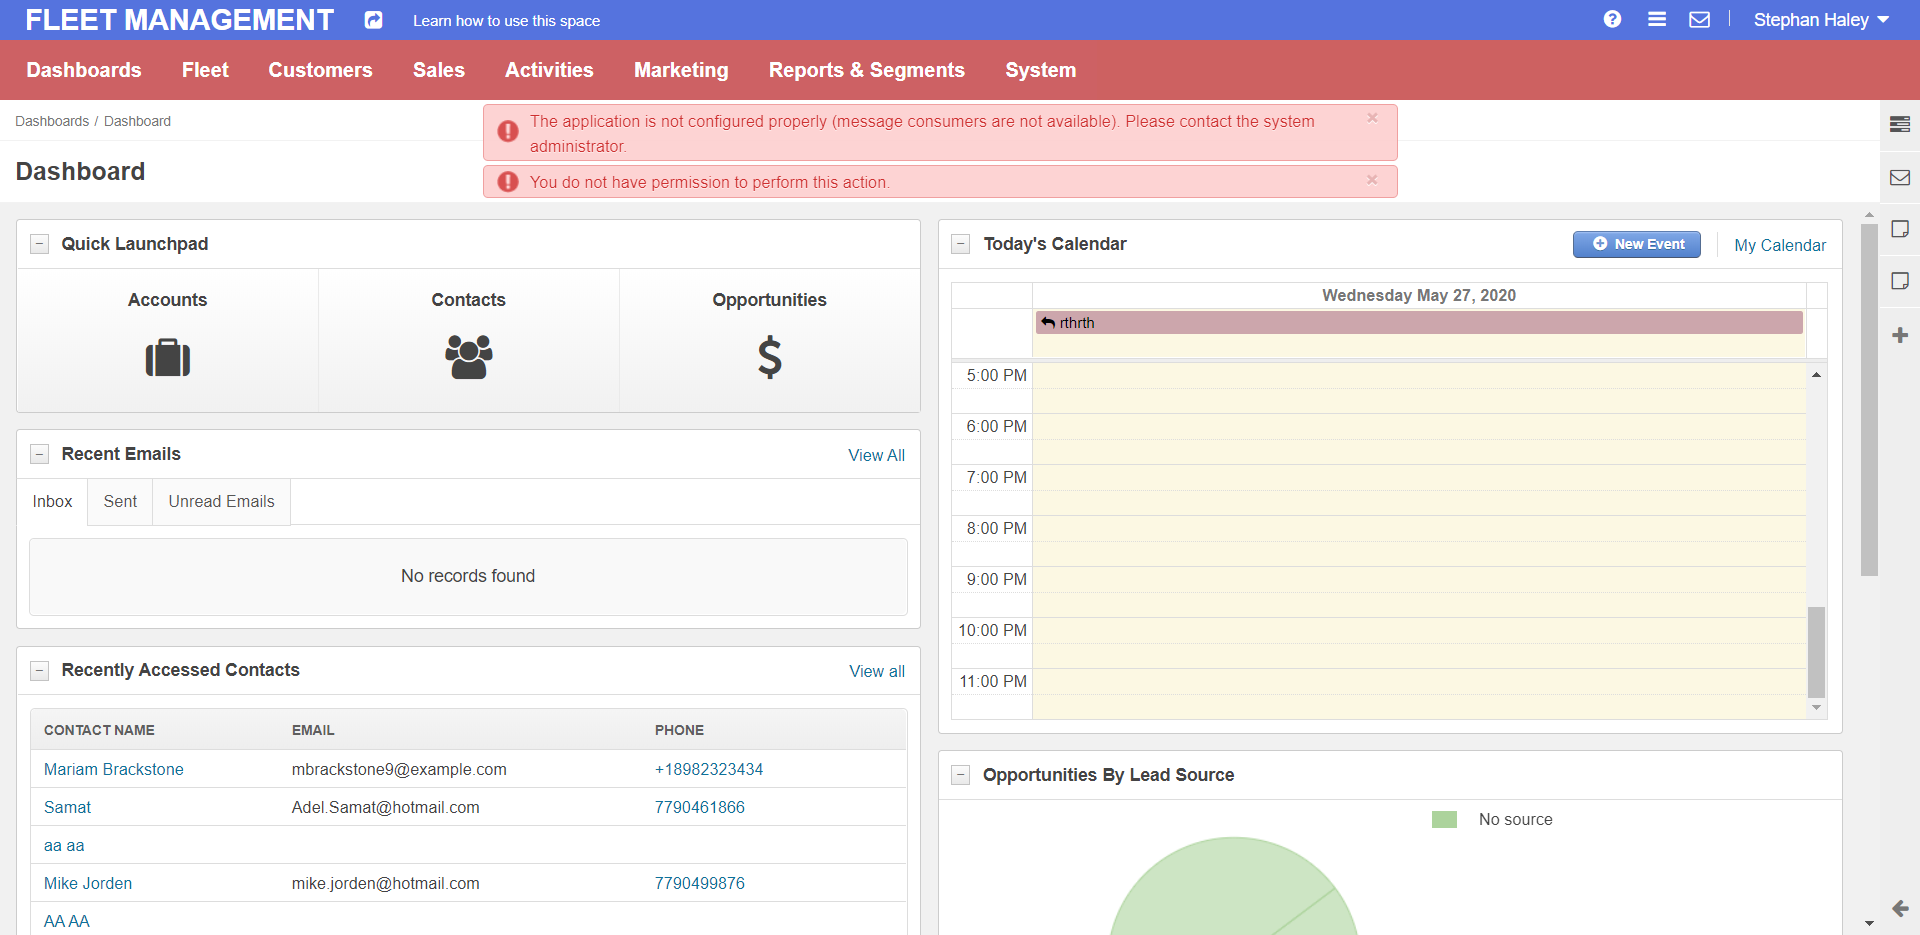 FLEET MANAGEMENT
Learn how to use this space
Stephan Haley
Dashboards
Fleet
Customers
Sales
Activities
Marketing
Reports & Segments
System
Dashboards / Dashboard
The application is not configured properly (message consumers are not available). Please contact the system
administrator.
You do not have permission to perform this action.
Dashboard
Quick Launchpad
Accounts
Contacts
Opportunities
Recent Emails
View All
Inbox
Sent
Unread Emails
No records found
Recently Accessed Contacts
View all
CONTACT NAME EMAIL PHONE
Mariam Brackstone mbrackstone9@example.com +18982323434
Samat Adel.Samat@hotmail.com 7790461866
aa aa
Mike Jorden mike.jorden@hotmail.com 7790499876
AA AA
Today's Calendar
New Event
My Calendar
Wednesday May 27, 2020
rthrth
5:00 PM
6:00 PM
7:00 PM
8:00 PM
9:00 PM
10:00 PM
11:00 PM
Opportunities By Lead Source
No source